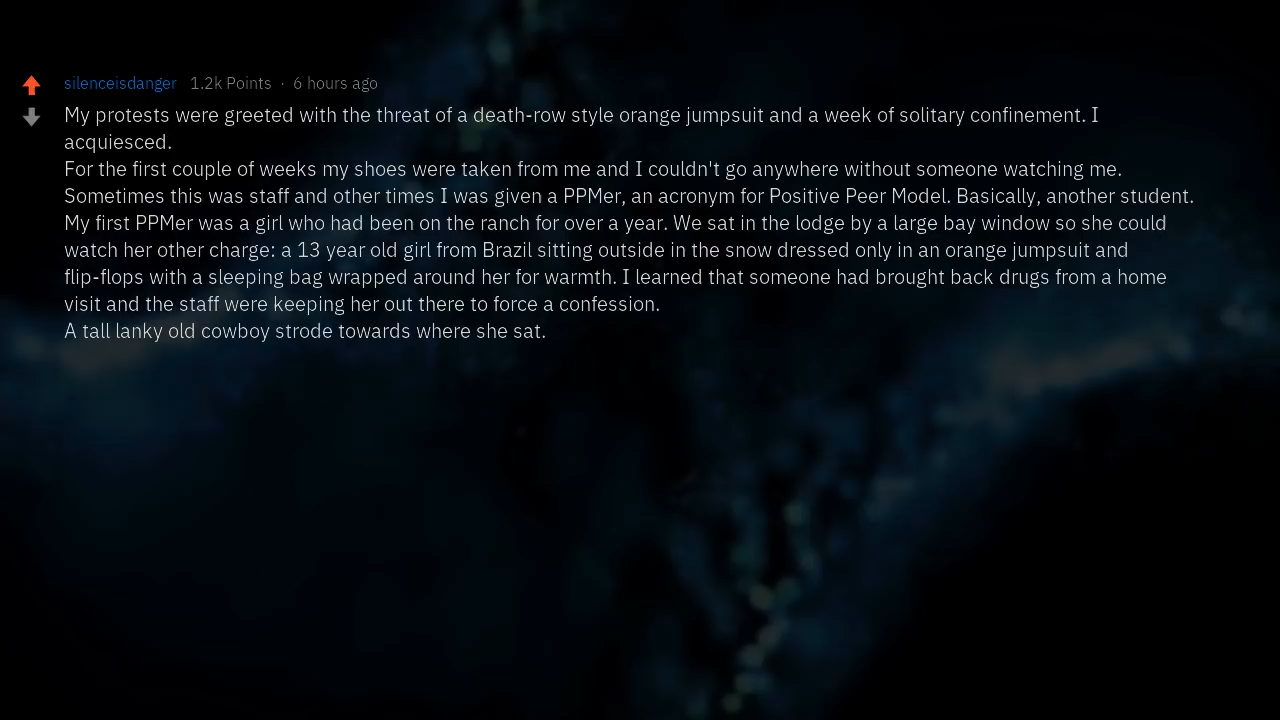 silenceisdanger 1.2k Points · 6 hours ago
My protests were greeted with the threat of a death-row style orange jumpsuit and a week of solitary confinement. I
acquiesced.
For the first couple of weeks my shoes were taken from me and I couldn't go anywhere without someone watching me.
Sometimes this was staff and other times I was given a PPMer, an acronym for Positive Peer Model. Basically, another student.
My first PPMer was a girl who had been on the ranch for over a year. We sat in the lodge by a large bay window so she could
watch her other charge: a 13 year old girl from Brazil sitting outside in the snow dressed only in an orange jumpsuit and
flip-flops with a sleeping bag wrapped around her for warmth. I learned that someone had brought back drugs from a home
visit and the staff were keeping her out there to force a confession.
A tall lanky old cowboy strode towards where she sat.